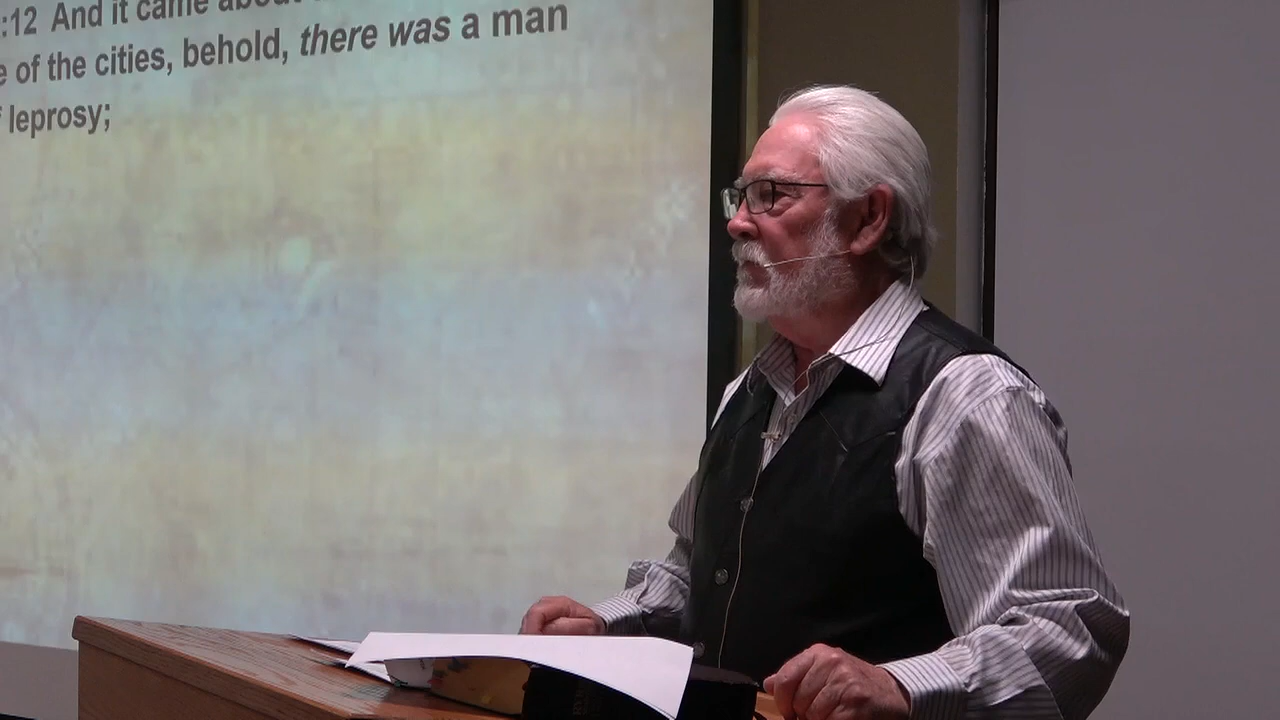 :12 And it came about
e of the cities, behold, there was a man
leprosy;